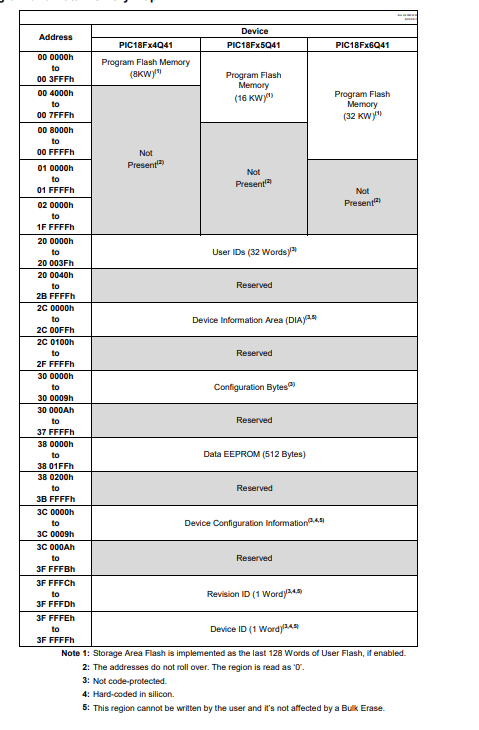 Address
Device
PIC18Fx4Q41
PIC18Fx5Q41
PIC18Fx6Q41
00 0000h
to
00 3FFFh
Program Flash Memory
(8KW)(1)
Program Flash
Memory
(16 KW)(1)
Program Flash
Memory
(32 KW)(1)
00 4000h
to
00 7FFFh
Not
Present(2)
00 8000h
to
00 FFFFh
Not
Present(2)
01 0000h
to
01 FFFFh
Not
Present(2)
02 0000h
to
1F FFFFh
20 0000h
to
20 003Fh
User IDs (32 Words)(3)
20 0040h
to
2B FFFFh
Reserved
2C 0000h
to
2C 00FFh
Device Information Area (DIA)(3,5)
2C 0100h
to
2F FFFFh
Reserved
30 0000h
to
30 0009h
Configuration Bytes(3)
30 000Ah
to
37 FFFFh
Reserved
38 0000h
to
38 01FFh
Data EEPROM (512 Bytes)
38 0200h
to
3B FFFFh
Reserved
3C 0000h
to
3C 0009h
Device Configuration Information(3,4,5)
3C 000Ah
to
3F FFFBh
Reserved
3F FFFCh
to
3F FFFDh
Revision ID (1 Word)(3,4,5)
3F FFFEh
to
3F FFFFh
Device ID (1 Word)(3,4,5)
Note 1: Storage Area Flash is implemented as the last 128 Words of User Flash, if enabled.
2: The addresses do not roll over. The region is read as ‘0’.
3: Not code-protected.
4: Hard-coded in silicon.
5: This region cannot be written by the user and it’s not affected by a Bulk Erase.